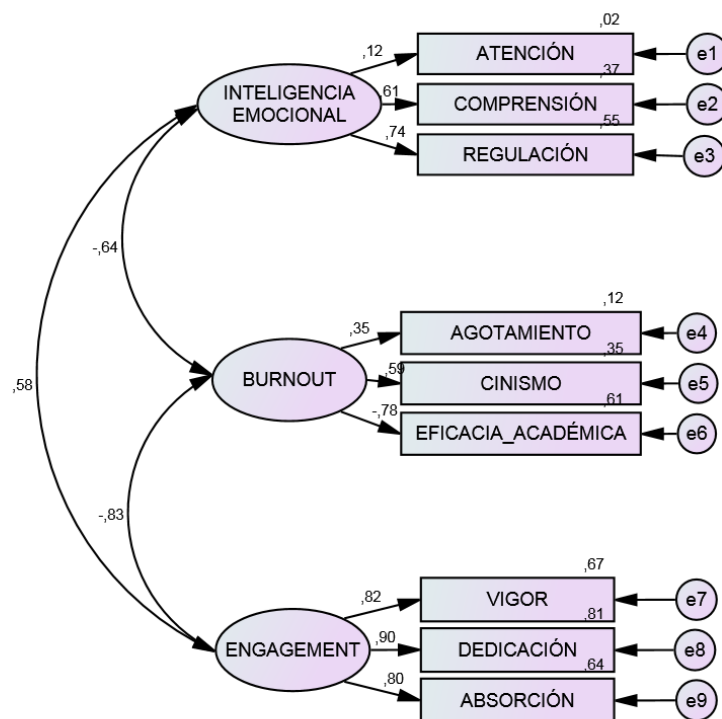 ,02
,12
ATENCIÓN
e1
,37
INTELIGENCIA
EMOCIONAL
,61
COMPRENSIÓN
e2
,55
,74
REGULACIÓN
e3
-,64
,12
,35
AGOTAMIENTO
e4
,35
BURNOUT
,59
CINISMO
e5
,58
,61
-,78
EFICACIA_ACADÉMICA
e6
-,83
,67
,82
VIGOR
e7
,81
ENGAGEMENT
,90
DEDICACIÓN
e8
,64
,80
ABSORCIÓN
e9